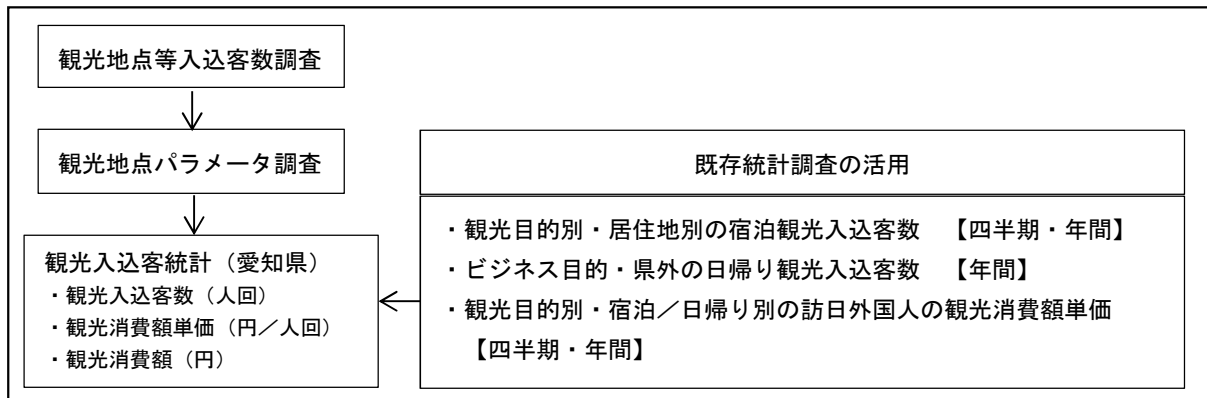 観光地点等入込客数調査
観光地点パラメータ調査
観光入込客統計(愛知県)
・観光入込客数(人回)
・観光消費額単価(円/人回)
・観光消費額(円)
既存統計調査の活用
・観光目的別・居住地別の宿泊観光入込客数 【四半期・年間】
・ビジネス目的・県外の日帰り観光入込客数 【年間】
・観光目的別・宿泊/日帰り別の訪日外国人の観光消費額単価
【四半期・年間】